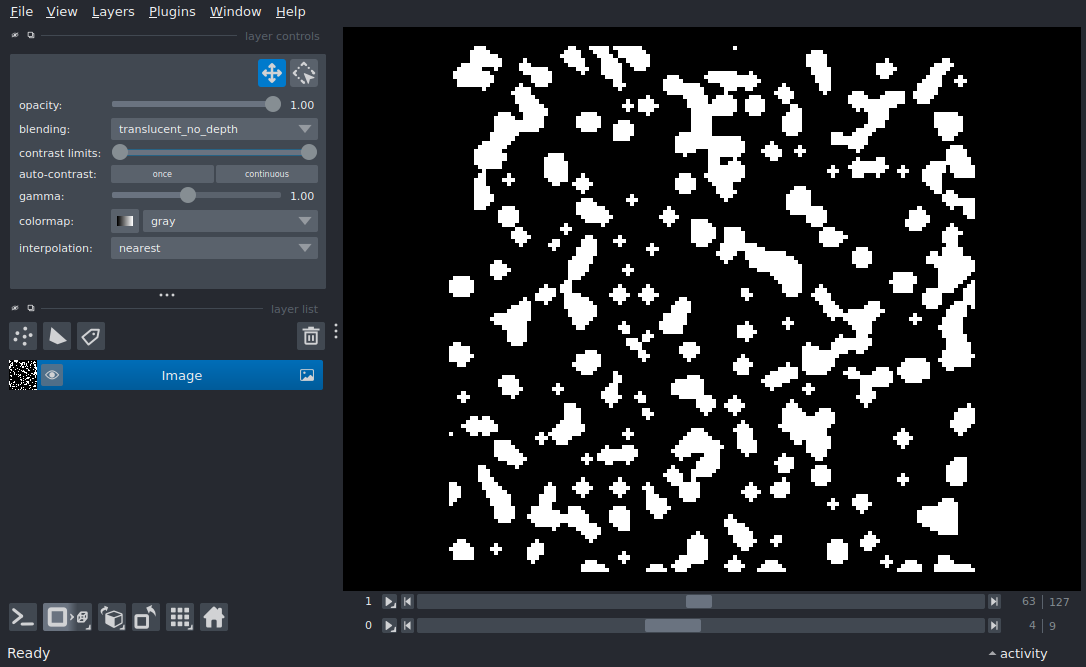 File View Layers Plugins Window Help
layer controls
opacity: 1.00
blending: translucent_no_depth
contrast limits:
auto-contrast: once continuous
gamma: 1.00
colormap: gray
interpolation: nearest
layer list
Image
1 63 127
0 4 9
Ready activity